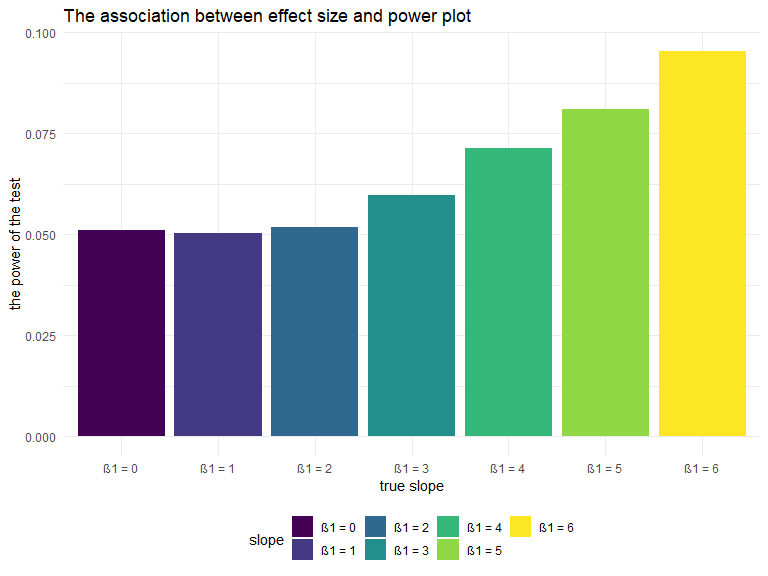 The association between effect size and power plot
0.100
0.075
0.050
0.025
0.000
the power of the test
ß1 = 0 ß1 = 1 ß1 = 2 ß1 = 3 ß1 = 4 ß1 = 5 ß1 = 6
true slope
slope
ß1 = 0 ß1 = 2 ß1 = 4 ß1 = 6
ß1 = 1 ß1 = 3 ß1 = 5